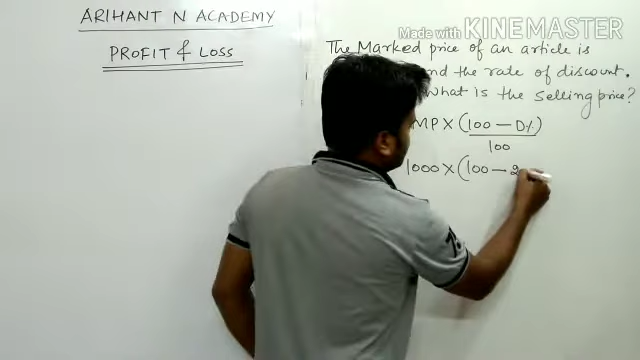 ARIHANT N ACADEMY
PROFIT & LOSS
Made with KINEMASTER
The Marked price of an article is
the rate of discount.
What is the selling price?
MP X (100 — D%)
100
1000 X (100 — 2